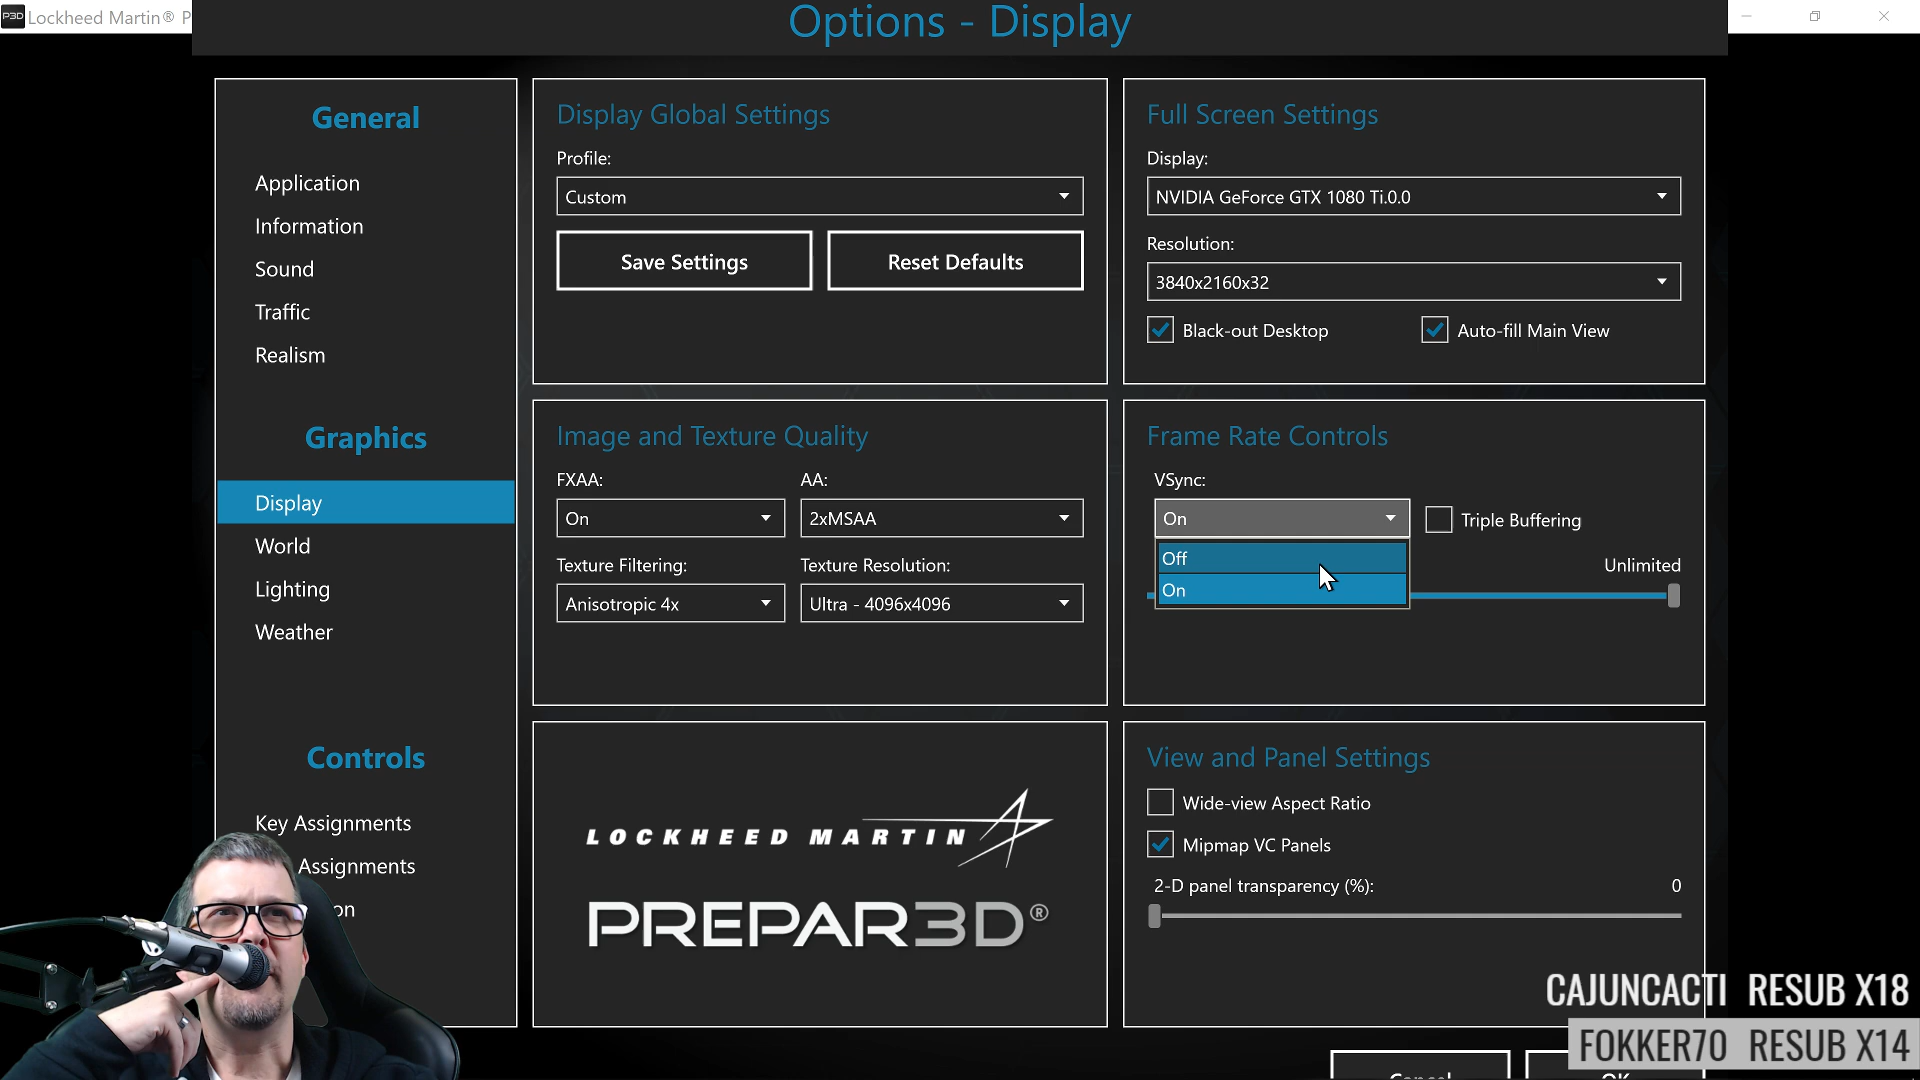 P3D Lockheed Martin® P
Options - Display
General
Application
Information
Sound
Traffic
Realism
Graphics
Display
World
Lighting
Weather
Controls
Key Assignments
Assignments
on
Display Global Settings
Profile:
Custom
Save Settings
Reset Defaults
Full Screen Settings
Display:
NVIDIA GeForce GTX 1080 Ti.0.0
Resolution:
3840x2160x32
Black-out Desktop
Auto-fill Main View
Image and Texture Quality
FXAA:
AA:
On
2xMSAA
Texture Filtering:
Texture Resolution:
Anisotropic 4x
Ultra - 4096x4096
Frame Rate Controls
VSync:
On
Triple Buffering
Off
On
Unlimited
LOCKHEED MARTIN
PREPAR3D®
View and Panel Settings
Wide-view Aspect Ratio
Mipmap VC Panels
2-D panel transparency (%):
0
CAJUNCACTI RESUB X18
FOKKER70 RESUB X14
Cancel
OK